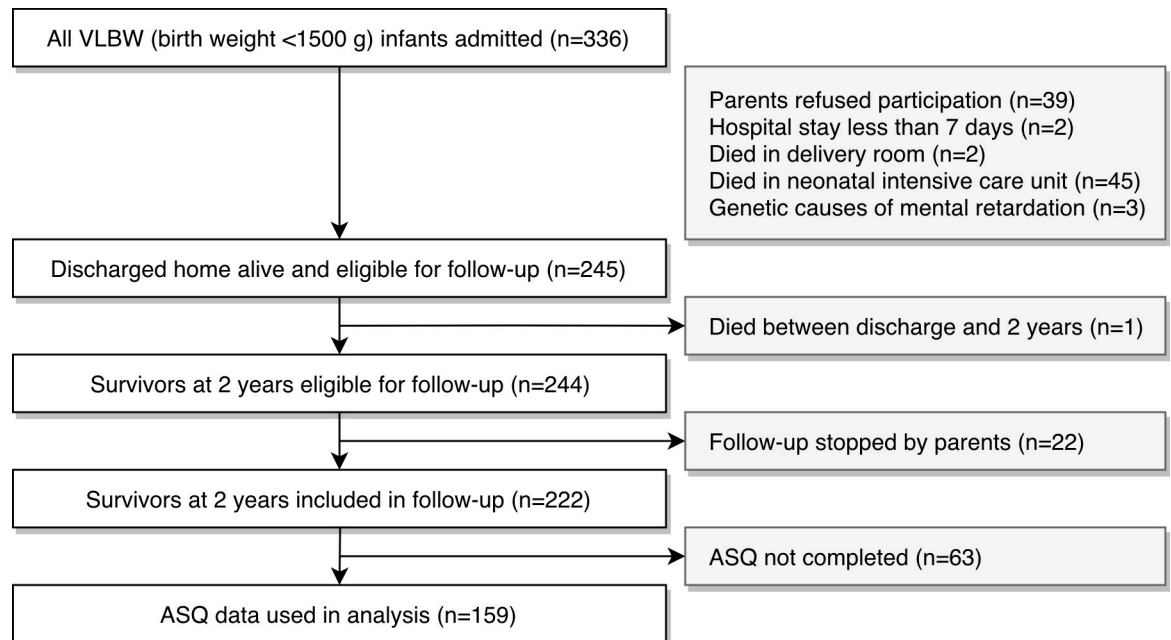 All VLBW (birth weight <1500 g) infants admitted (n=336)
Parents refused participation (n=39)
Hospital stay less than 7 days (n=2)
Died in delivery room (n=2)
Died in neonatal intensive care unit (n=45)
Genetic causes of mental retardation (n=3)
Discharged home alive and eligible for follow-up (n=245)
Died between discharge and 2 years (n=1)
Survivors at 2 years eligible for follow-up (n=244)
Follow-up stopped by parents (n=22)
Survivors at 2 years included in follow-up (n=222)
ASQ not completed (n=63)
ASQ data used in analysis (n=159)